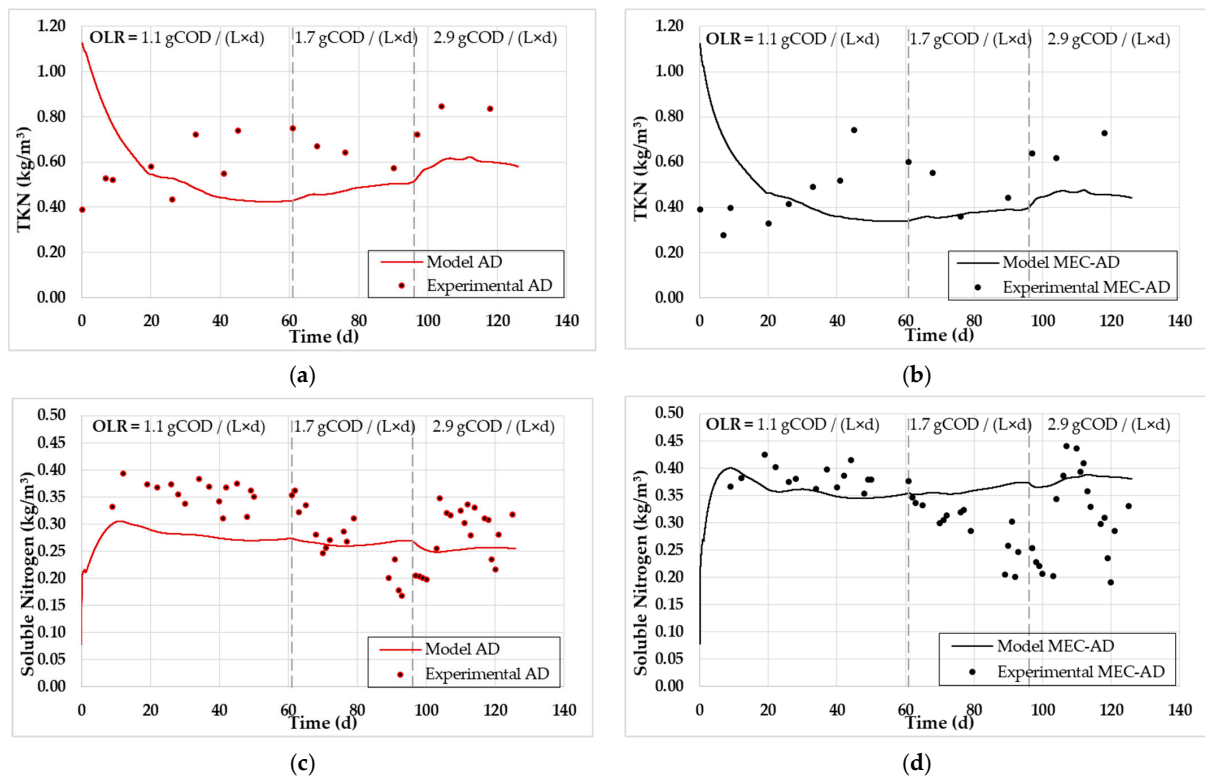 1.20
1.00
0.80
0.60
0.40
0.20
0.00
TKN (kg/m³)
OLR = 1.1 gCOD / (L×d) 1.7 gCOD / (L×d) 2.9 gCOD / (L×d)
Model AD
Experimental AD
0 20 40 60 80 100 120 140
Time (d)
(a)
1.20
1.00
0.80
0.60
0.40
0.20
0.00
TKN (kg/m³)
OLR = 1.1 gCOD / (L×d) 1.7 gCOD / (L×d) 2.9 gCOD / (L×d)
Model MEC-AD
Experimental MEC-AD
0 20 40 60 80 100 120 140
Time (d)
(b)
0.50
0.45
0.40
0.35
0.30
0.25
0.20
0.15
0.10
0.05
0.00
Soluble Nitrogen (kg/m³)
OLR = 1.1 gCOD / (L×d) 1.7 gCOD / (L×d) 2.9 gCOD / (L×d)
Model AD
Experimental AD
0 20 40 60 80 100 120 140
Time (d)
(c)
0.50
0.45
0.40
0.35
0.30
0.25
0.20
0.15
0.10
0.05
0.00
Soluble Nitrogen (kg/m³)
OLR = 1.1 gCOD / (L×d) 1.7 gCOD / (L×d) 2.9 gCOD / (L×d)
Model MEC-AD
Experimental MEC-AD
0 20 40 60 80 100 120 140
Time (d)
(d)